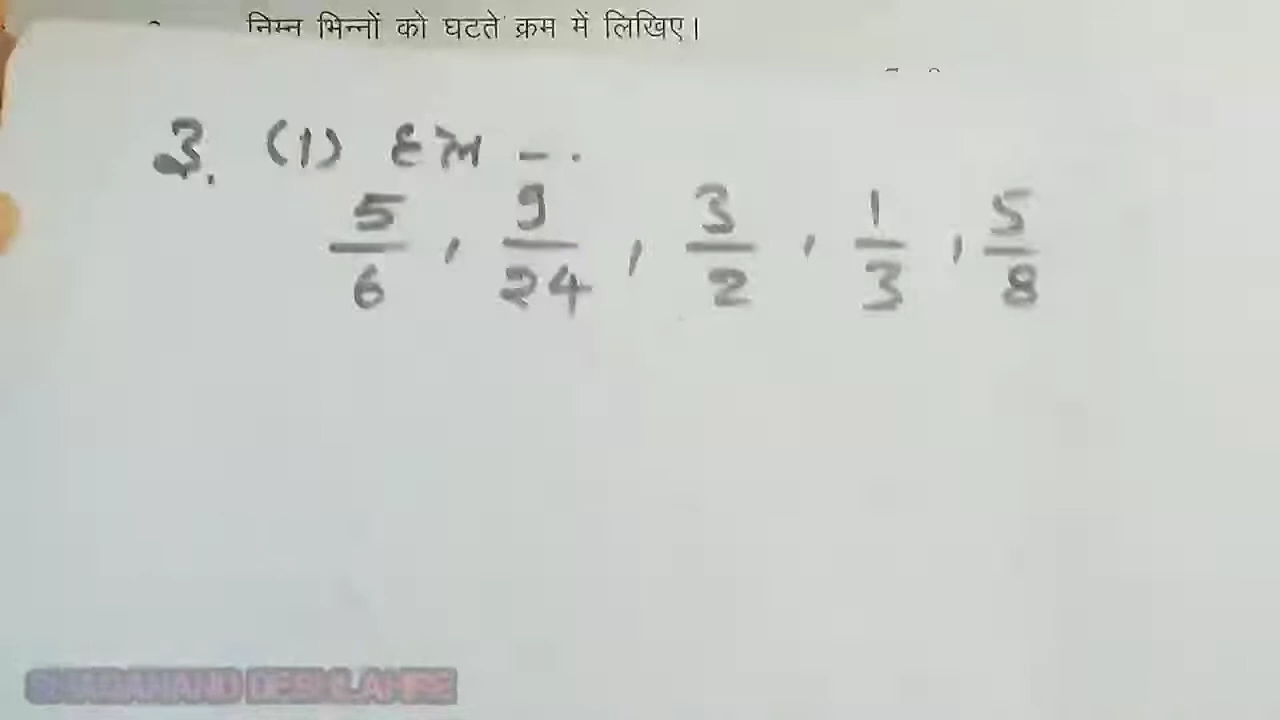 निम्न भिन्नों को घटते क्रम में लिखिए।
3. (1) हल –.
5/6 , 9/24 , 3/2 , 1/3 , 5/8